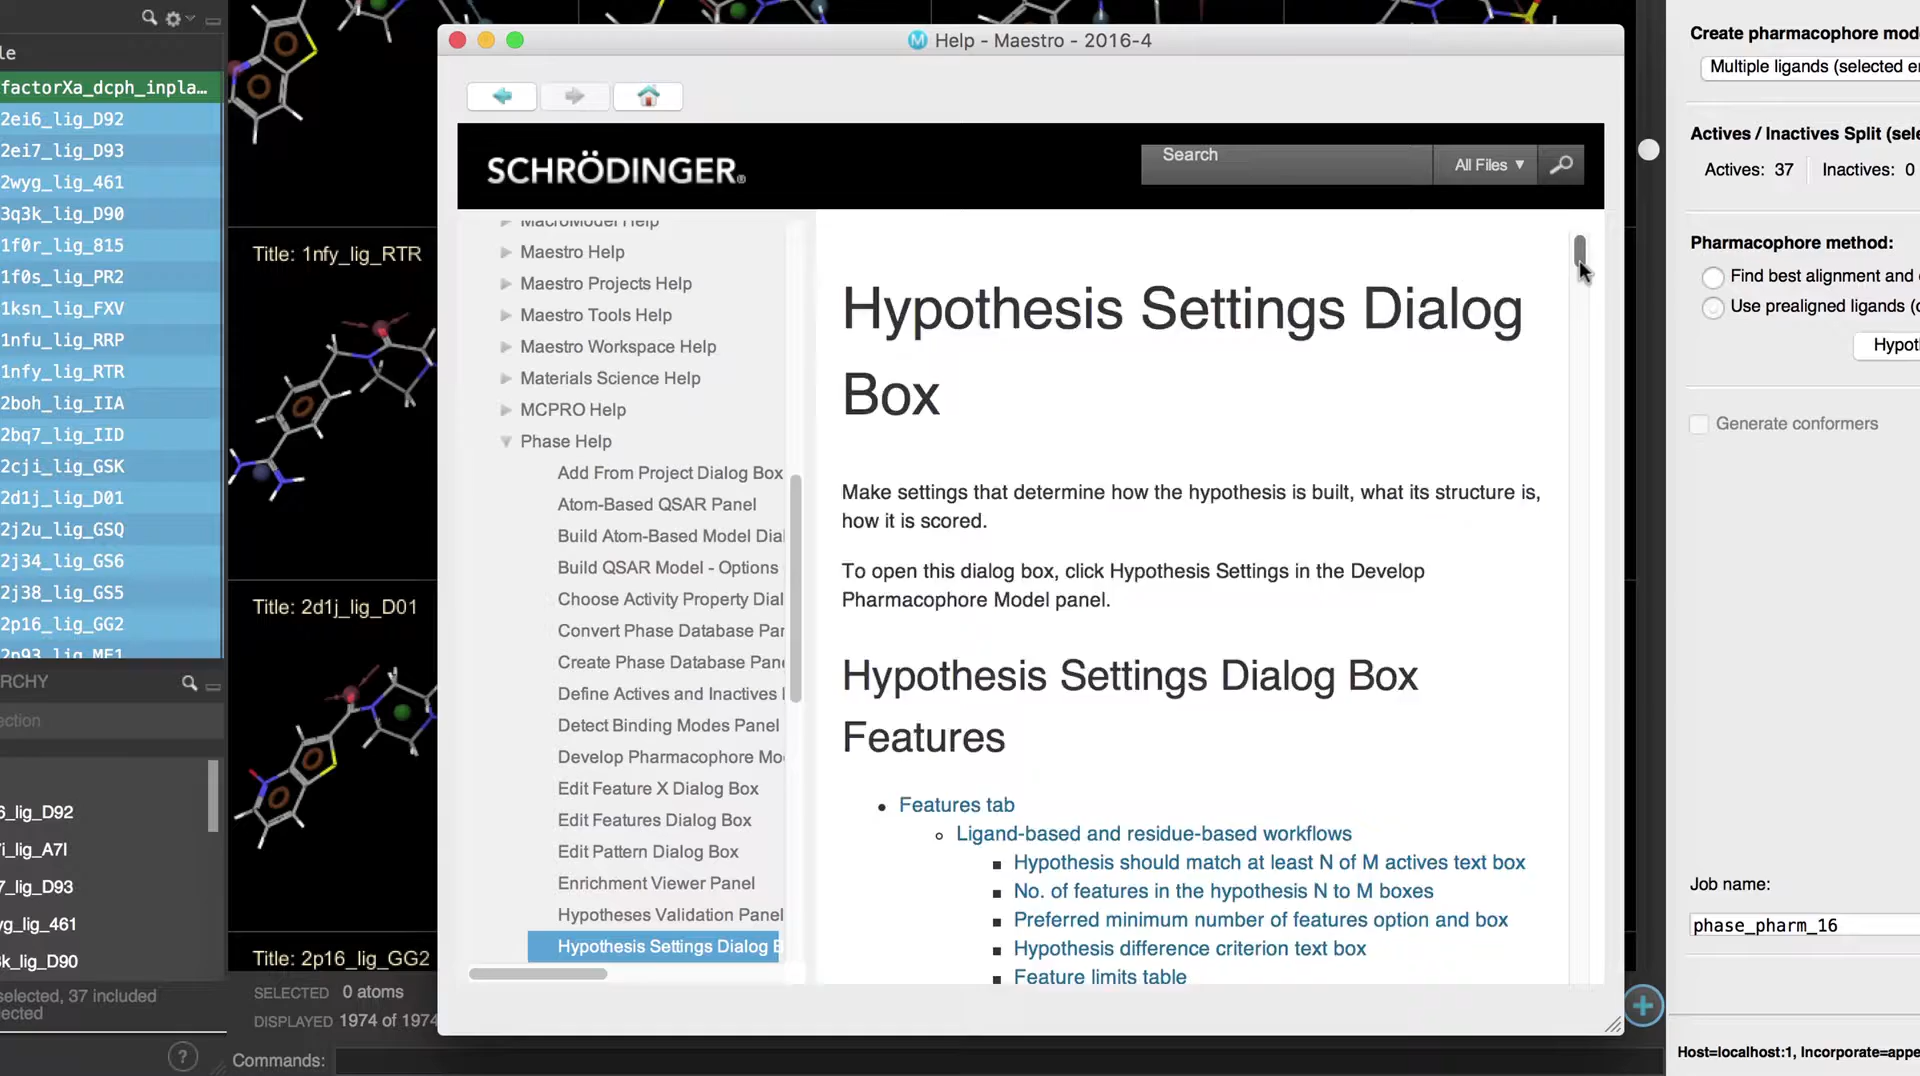 Help - Maestro - 2016-4
le
factorXa_dcph_inpla...
2ei6_lig_D92
2ei7_lig_D93
2wyg_lig_461
3q3k_lig_D90
1f0r_lig_815
1f0s_lig_PR2
1ksn_lig_FXV
1nfu_lig_RRP
1nfy_lig_RTR
2boh_lig_IIA
2bq7_lig_IID
2cji_lig_GSK
2d1j_lig_D01
2j2u_lig_GSQ
2j34_lig_GS6
2j38_lig_GS5
2p16_lig_GG2
2p93_lig_ME1
RCHY
ection
6_lig_D92
i_lig_A7I
7_lig_D93
yg_lig_461
k_lig_D90
selected, 37 included
ected
Title: 1nfy_lig_RTR
Title: 2d1j_lig_D01
Title: 2p16_lig_GG2
SELECTED 0 atoms
DISPLAYED 1974 of 1974
Commands:
SCHRÖDINGER®
Search
All Files
MacroModel Help
Maestro Help
Maestro Projects Help
Maestro Tools Help
Maestro Workspace Help
Materials Science Help
MCPRO Help
Phase Help
Add From Project Dialog Box
Atom-Based QSAR Panel
Build Atom-Based Model Dial
Build QSAR Model - Options
Choose Activity Property Dial
Convert Phase Database Pan
Create Phase Database Pane
Define Actives and Inactives
Detect Binding Modes Panel
Develop Pharmacophore Mo
Edit Feature X Dialog Box
Edit Features Dialog Box
Edit Pattern Dialog Box
Enrichment Viewer Panel
Hypotheses Validation Panel
Hypothesis Settings Dialog B
Hypothesis Settings Dialog
Box
Make settings that determine how the hypothesis is built, what its structure is,
how it is scored.
To open this dialog box, click Hypothesis Settings in the Develop
Pharmacophore Model panel.
Hypothesis Settings Dialog Box
Features
Features tab
Ligand-based and residue-based workflows
Hypothesis should match at least N of M actives text box
No. of features in the hypothesis N to M boxes
Preferred minimum number of features option and box
Hypothesis difference criterion text box
Feature limits table
Create pharmacophore mod
Multiple ligands (selected en
Actives / Inactives Split (sele
Actives: 37 Inactives: 0
Pharmacophore method:
Find best alignment and
Use prealigned ligands (
Hypoth
Generate conformers
Job name:
phase_pharm_16
Host=localhost:1, Incorporate=appe